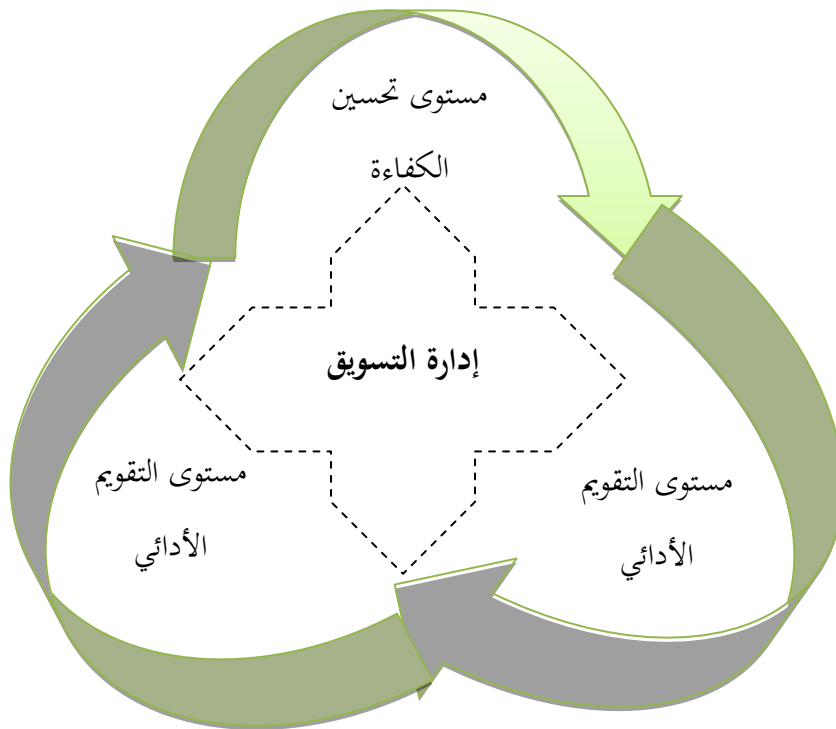 مستوى تحسين
الكفاءة
إدارة التسويق
مستوى التقويم
الأدائي
مستوى التقويم
الأدائي